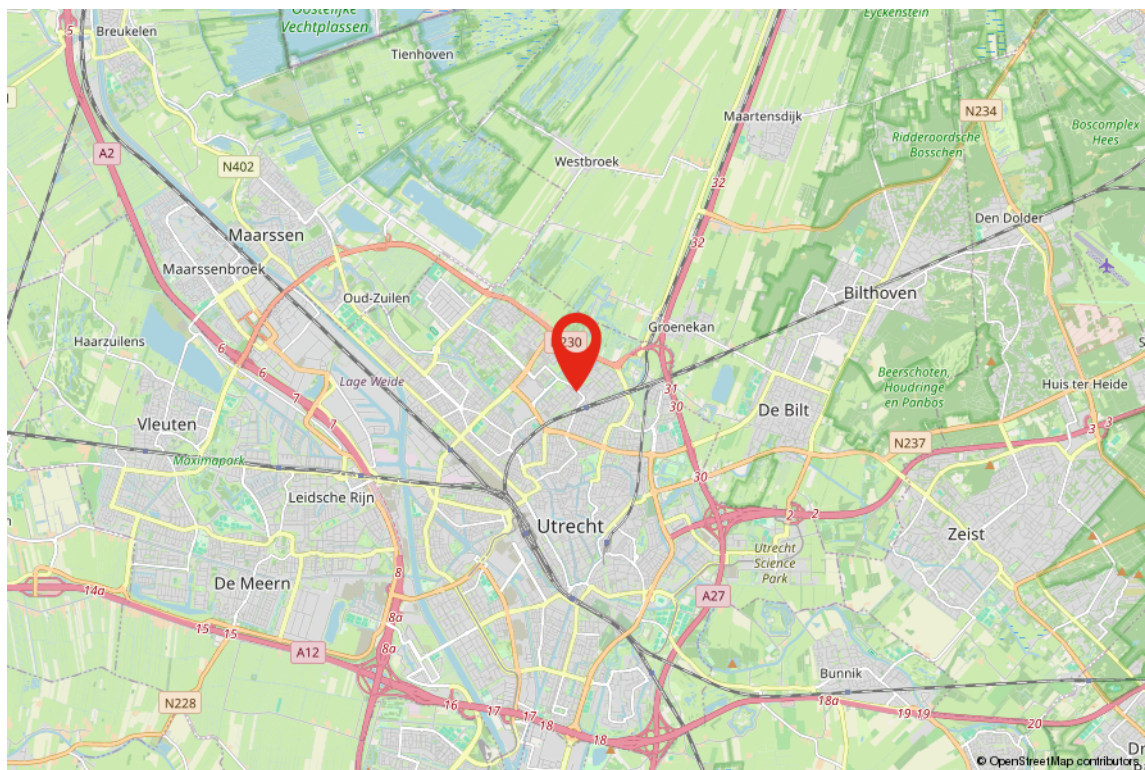 Oostelijke
Vechtplassen
Eyckenstein
5
Breukelen
Tienhoven
N234
Maartensdijk
Boscomplex
Hees
Ridderoordsche
Bosschen
A2
Westbroek
N402
32
Den Dolder
Maarssen
32
Maarssenbroek
Bilthoven
Oud-Zuilen
Groenekan
230
Haarzuilens
6
6
Lage Weide
Beerschoten,
Houdringe
en Panbos
Huis ter Heide
31
30
De Bilt
7
7
Vleuten
3
3
N237
Maximapark
30
Leidsche Rijn
2
2
Utrecht
Zeist
Utrecht
Science
Park
De Meern
8
14a
A27
8a
15
15
8a
A12
Bunnik
N228
16
17
17
18
18
18a
19
19
20
Dr
© OpenStreetMap contributors